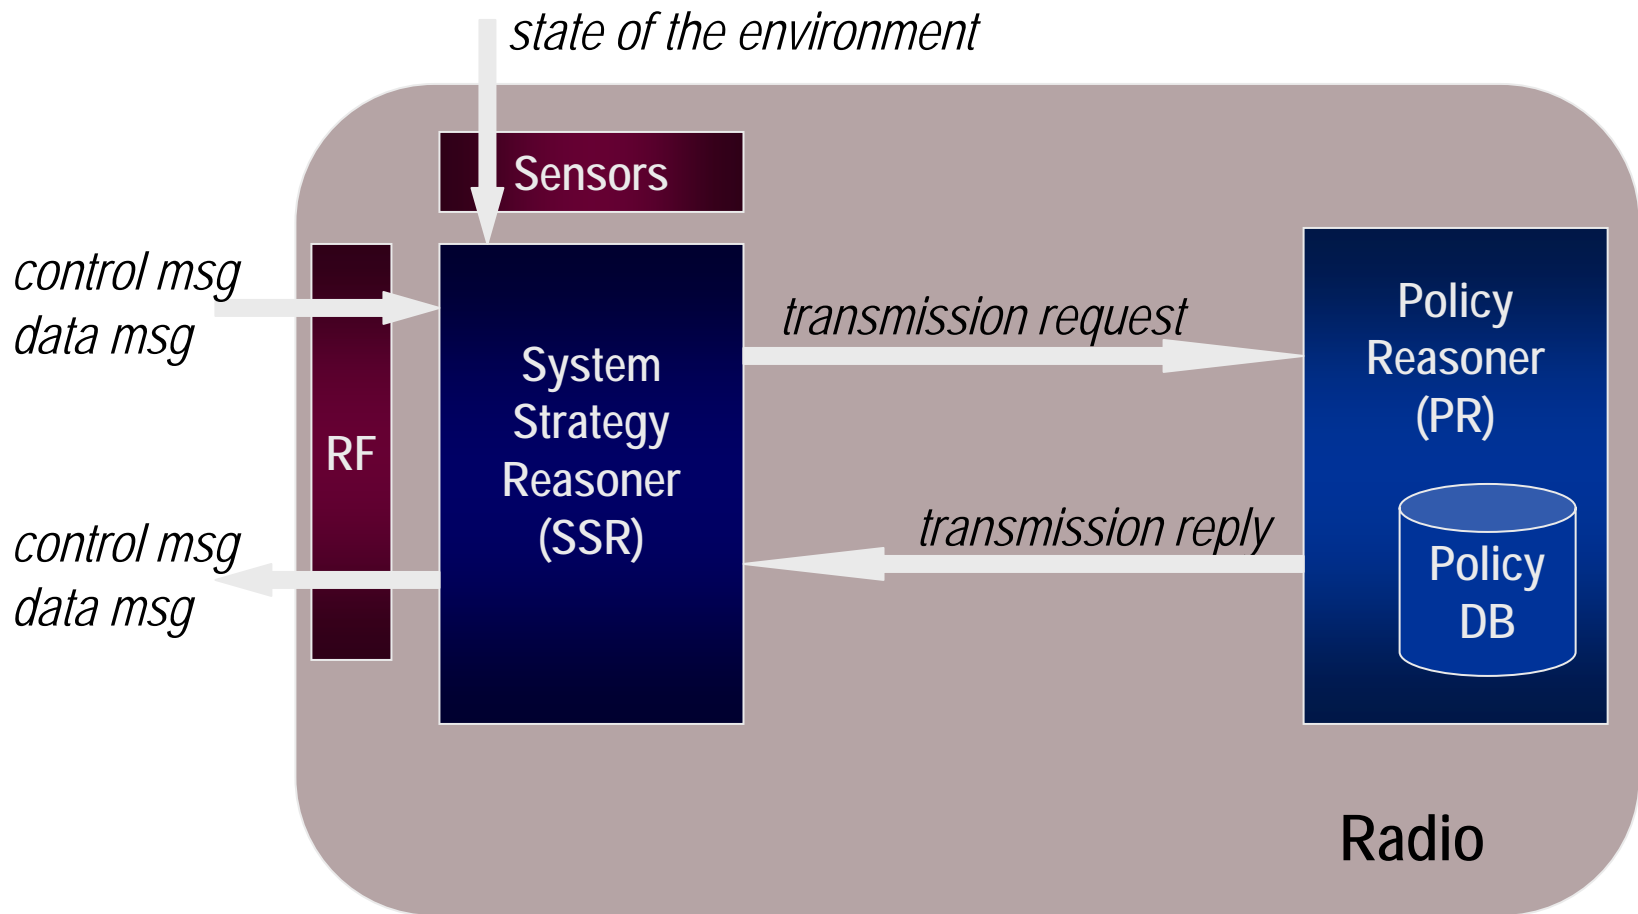 state of the environment
Sensors
control msg
data msg
RF
System
Strategy
Reasoner
(SSR)
transmission request
transmission reply
Policy
Reasoner
(PR)
Policy
DB
control msg
data msg
Radio